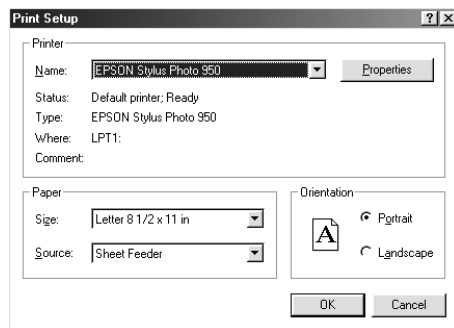 Print Setup
Printer
Name: EPSON Stylus Photo 950 Properties
Status: Default printer; Ready
Type: EPSON Stylus Photo 950
Where: LPT1:
Comment:
Paper
Size: Letter 8 1/2 x 11 in
Source: Sheet Feeder
Orientation
A
Portrait
Landscape
OK Cancel